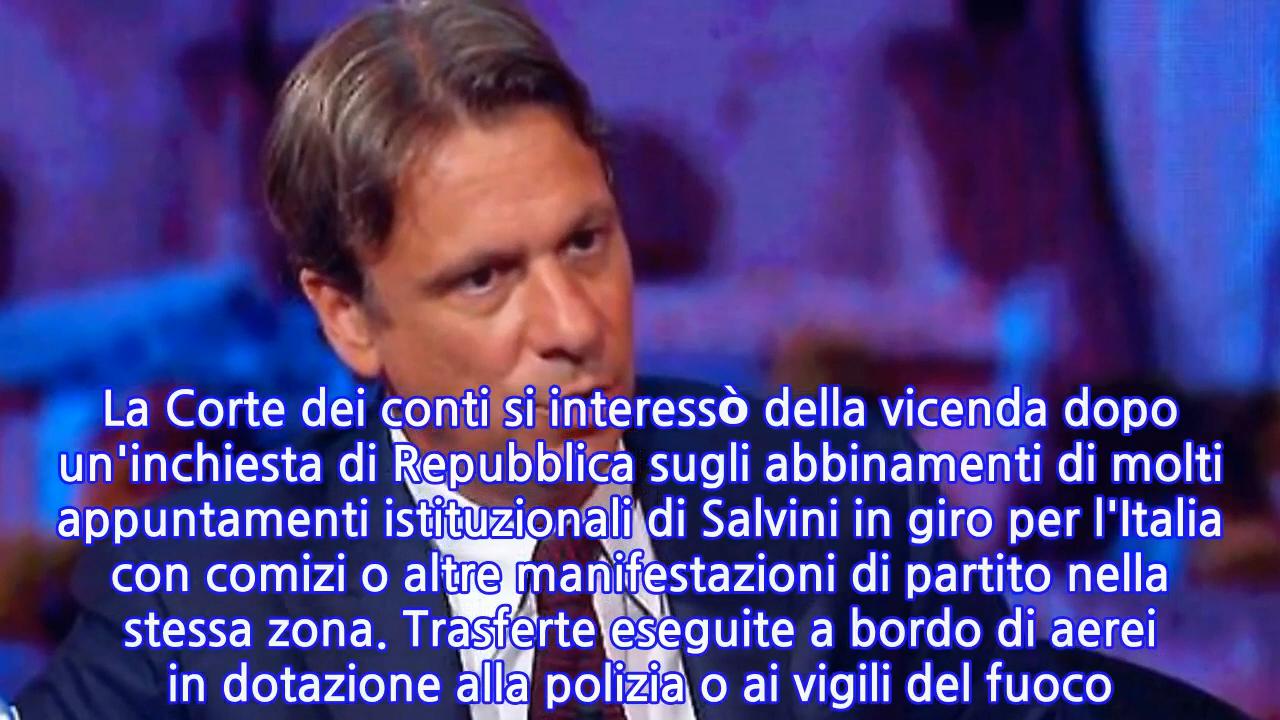 La Corte dei conti si interessò della vicenda dopo
un'inchiesta di Repubblica sugli abbinamenti di molti
appuntamenti istituzionali di Salvini in giro per l'Italia
con comizi o altre manifestazioni di partito nella
stessa zona. Trasferte eseguite a bordo di aerei
in dotazione alla polizia o ai vigili del fuoco